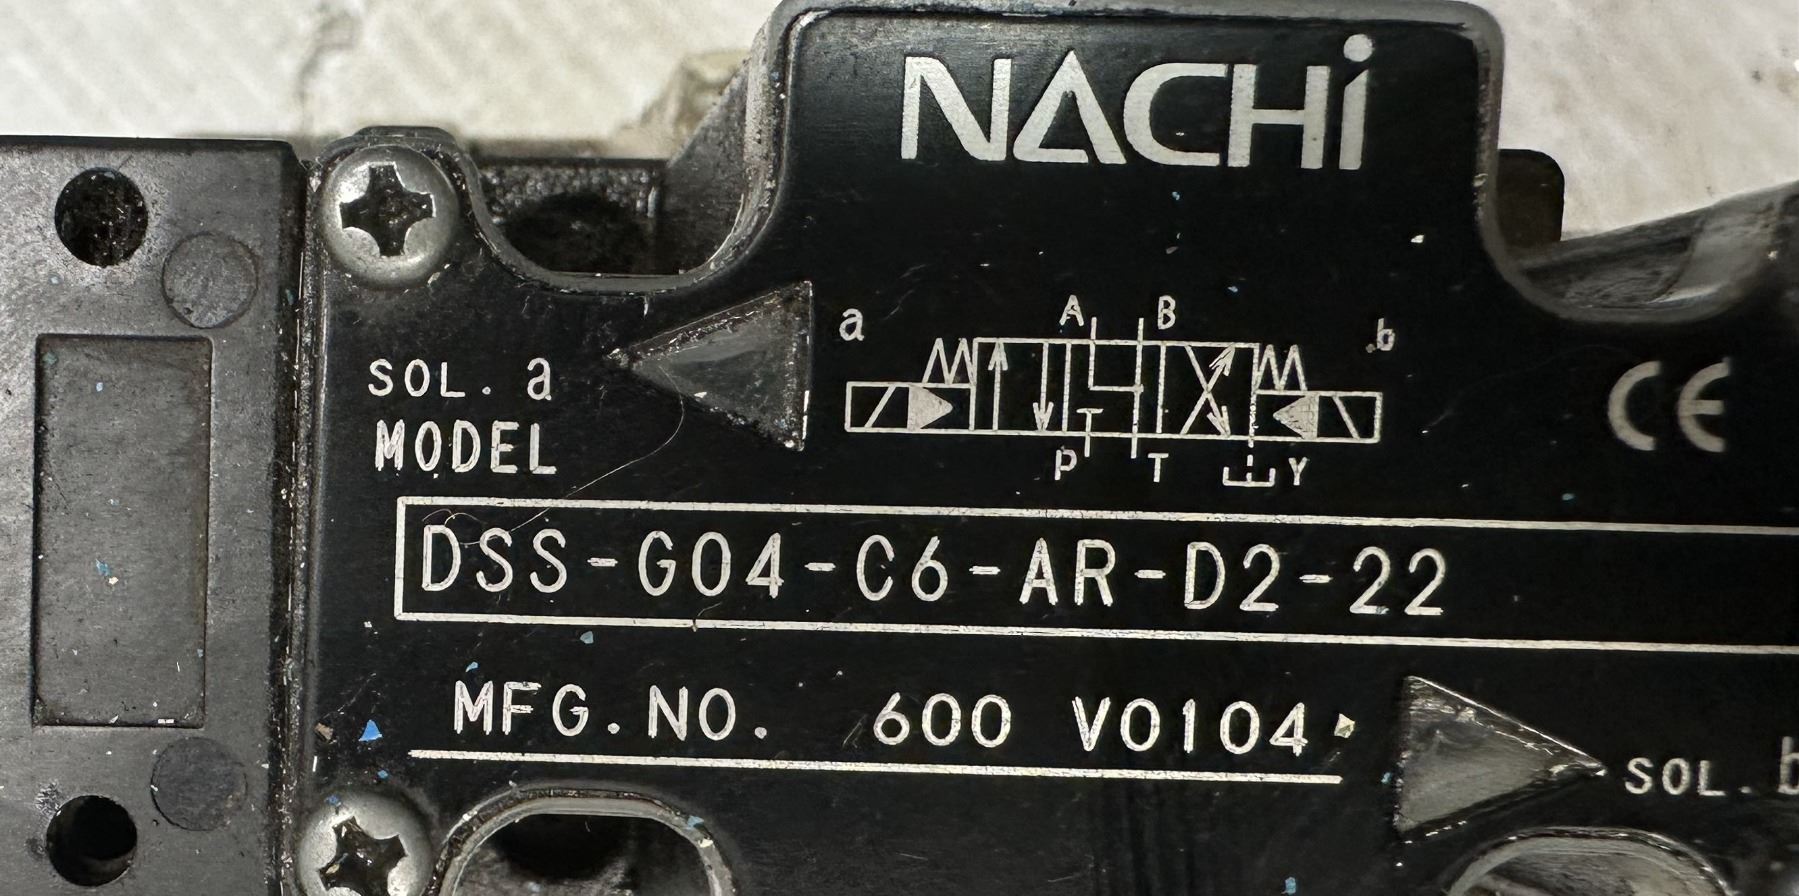 NACHi
a A B b
SOL. a
MODEL
P T Y
CE
DSS-G04-C6-AR-D2-22
MFG.NO. 600 V0104
SOL. b